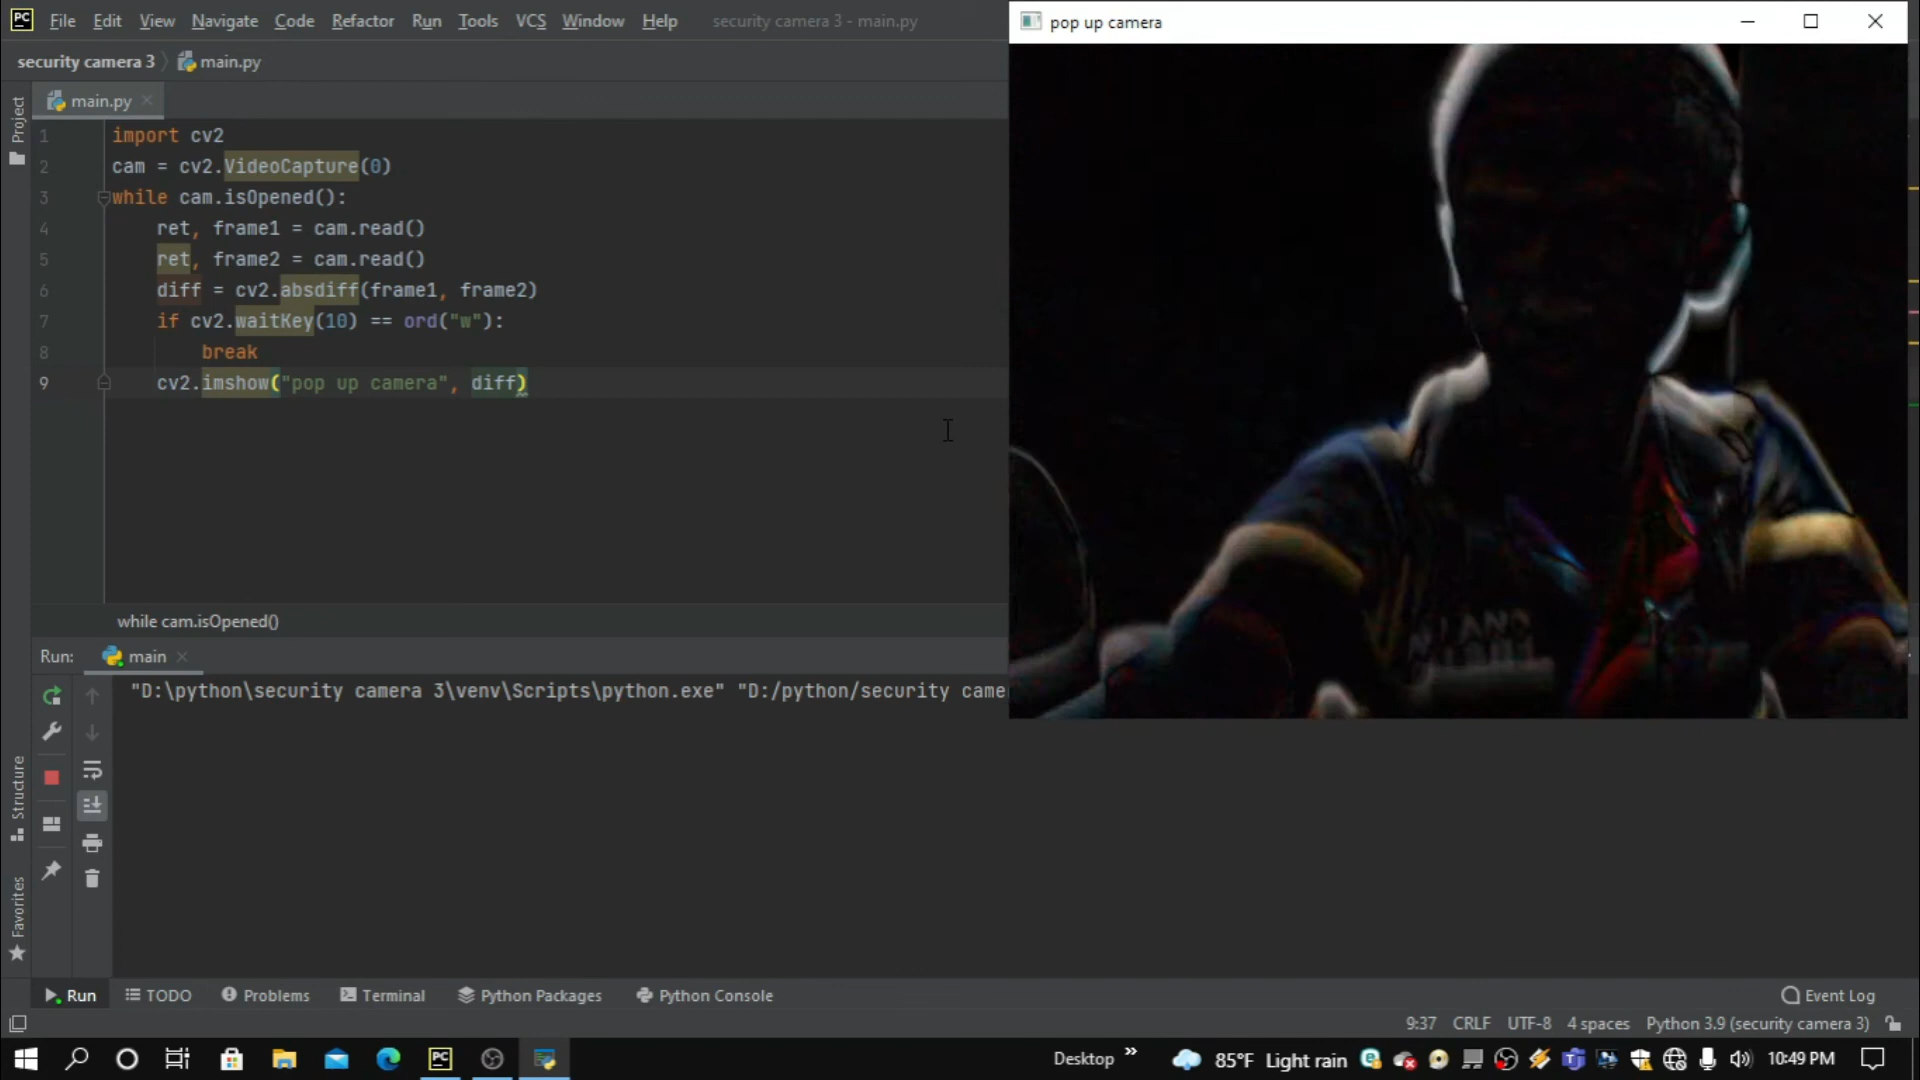 PC File Edit View Navigate Code Refactor Run Tools VCS Window Help security camera 3 - main.py
pop up camera
security camera 3 main.py
Project
main.py
1 import cv2
2 cam = cv2.VideoCapture(0)
3 while cam.isOpened():
4 ret, frame1 = cam.read()
5 ret, frame2 = cam.read()
6 diff = cv2.absdiff(frame1, frame2)
7 if cv2.waitKey(10) == ord("w"):
8 break
9 cv2.imshow("pop up camera", diff)
while cam.isOpened()
Run: main
"D:\python\security camera 3\venv\Scripts\python.exe" "D:/python/security came
Structure
Favorites
Run TODO Problems Terminal Python Packages Python Console Event Log
9:37 CRLF UTF-8 4 spaces Python 3.9 (security camera 3)
PC Desktop » 85°F Light rain 10:49 PM